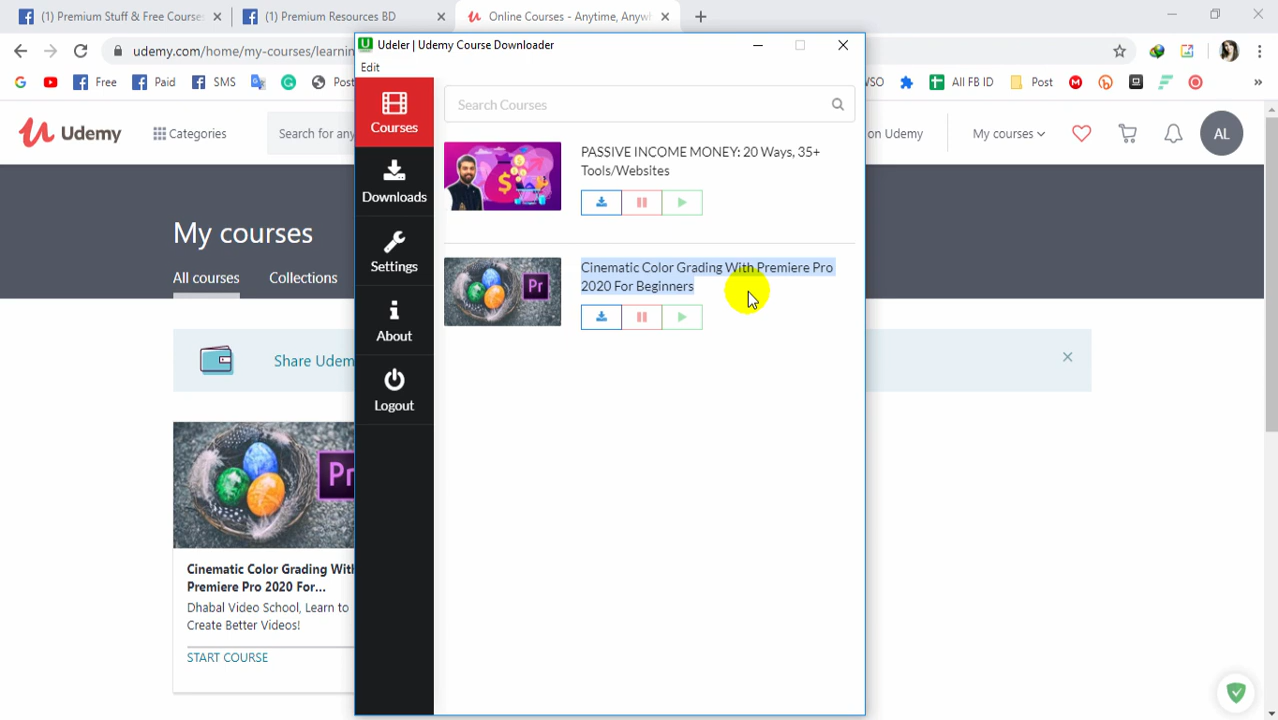 (1) Premium Stuff & Free Course
(1) Premium Resources BD
Online Courses - Anytime, Anywh
udemy.com/home/my-courses/learnin
Udeler | Udemy Course Downloader
Edit
Free
Paid
SMS
Post
WSO
All FB ID
Post
Udemy
Categories
Search for any
on Udemy
My courses
AL
My courses
All courses
Collections
Share Udem
Courses
Downloads
Settings
About
Logout
Search Courses
PASSIVE INCOME MONEY: 20 Ways, 35+
Tools/Websites
Cinematic Color Grading With Premiere Pro
2020 For Beginners
Pr
Pr
Cinematic Color Grading With
Premiere Pro 2020 For...
Dhabal Video School, Learn to
Create Better Videos!
START COURSE